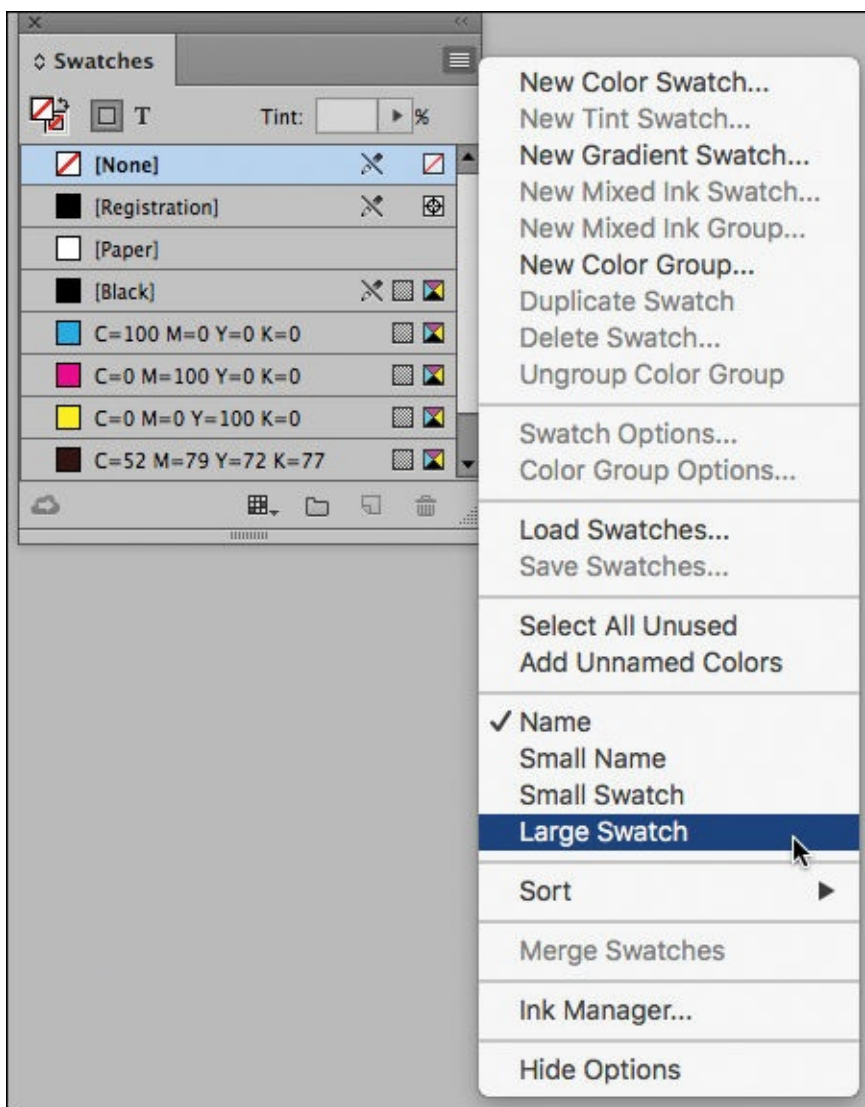 Swatches
T Tint: %
[None]
[Registration]
[Paper]
[Black]
C=100 M=0 Y=0 K=0
C=0 M=100 Y=0 K=0
C=0 M=0 Y=100 K=0
C=52 M=79 Y=72 K=77
New Color Swatch...
New Tint Swatch...
New Gradient Swatch...
New Mixed Ink Swatch...
New Mixed Ink Group...
New Color Group...
Duplicate Swatch
Delete Swatch...
Ungroup Color Group
Swatch Options...
Color Group Options...
Load Swatches...
Save Swatches...
Select All Unused
Add Unnamed Colors
✓ Name
Small Name
Small Swatch
Large Swatch
Sort
Merge Swatches
Ink Manager...
Hide Options